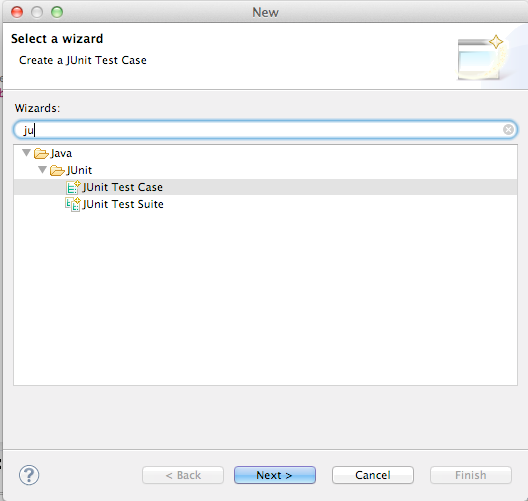 New
Select a wizard
Create a JUnit Test Case
Wizards:
ju
Java
JUnit
JUnit Test Case
JUnit Test Suite
?
< Back
Next >
Cancel
Finish